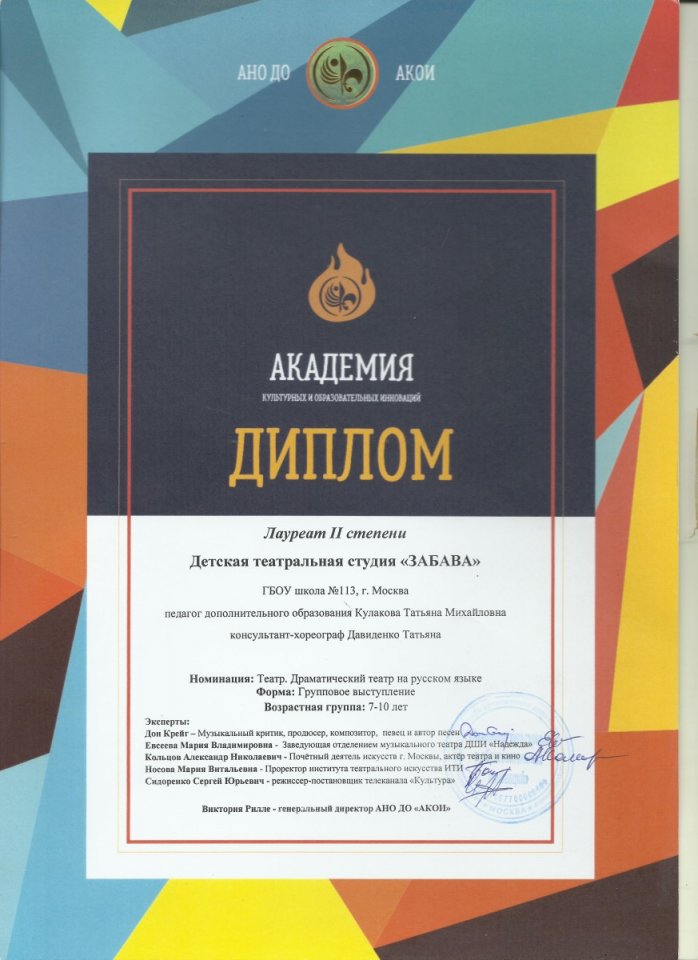 АНО ДО АКОИ
АКАДЕМИЯ
КУЛЬТУРНЫХ И ОБРАЗОВАТЕЛЬНЫХ ИННОВАЦИЙ
ДИПЛОМ
Лауреат II степени
Детская театральная студия «ЗАБАВА»
ГБОУ школа №113, г. Москва
педагог дополнительного образования Кулакова Татьяна Михайловна
консультант-хореограф Давиденко Татьяна
Номинация: Театр. Драматический театр на русском языке
Форма: Групповое выступление
Возрастная группа: 7-10 лет
Эксперты:
Дон Крейг – Музыкальный критик, продюсер, композитор, певец и автор песен
Евсеева Мария Владимировна - Заведующая отделением музыкального театра ДШИ «Надежда»
Кольцов Александр Николаевич - Почётный деятель искусств г. Москвы, актер театра и кино
Носова Мария Витальевна - Проректор института театрального искусства ИТИ
Сидоренко Сергей Юрьевич - режиссер-постановщик телеканала «Культура»
Виктория Рилле - генеральный директор АНО ДО «АКОИ»
МОСКВА